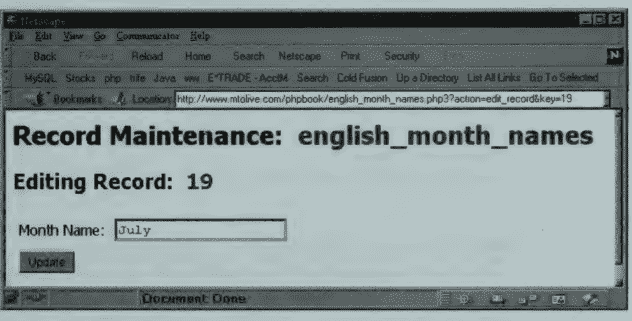 Netscape
File Edit View Go Communicator Help
Back Forward Reload Home Search Netscape Print Security
N
MySQL Stocks php hite Java ww E*TRADE - AcctM Search Cold Fusion Up a Directory List All Links Go To Selected
Bookmarks Location: http://www.mtolive.com/phpbook/english_month_names.php3?action=edit_record&key=19
Record Maintenance: english_month_names
Editing Record: 19
Month Name: July
Update
Document: Done